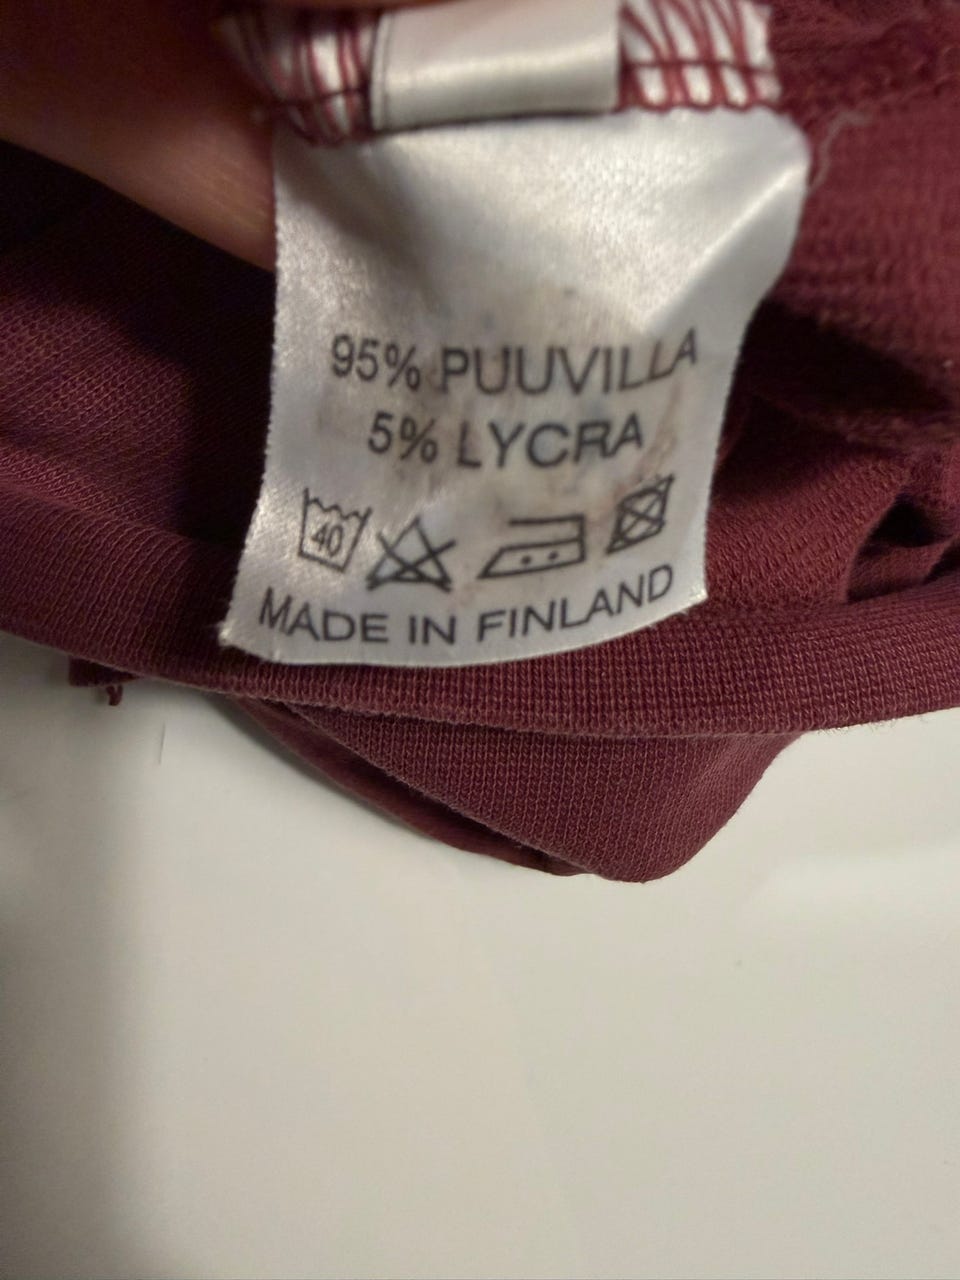 95% PUUVILLA
5% LYCRA
40
MADE IN FINLAND